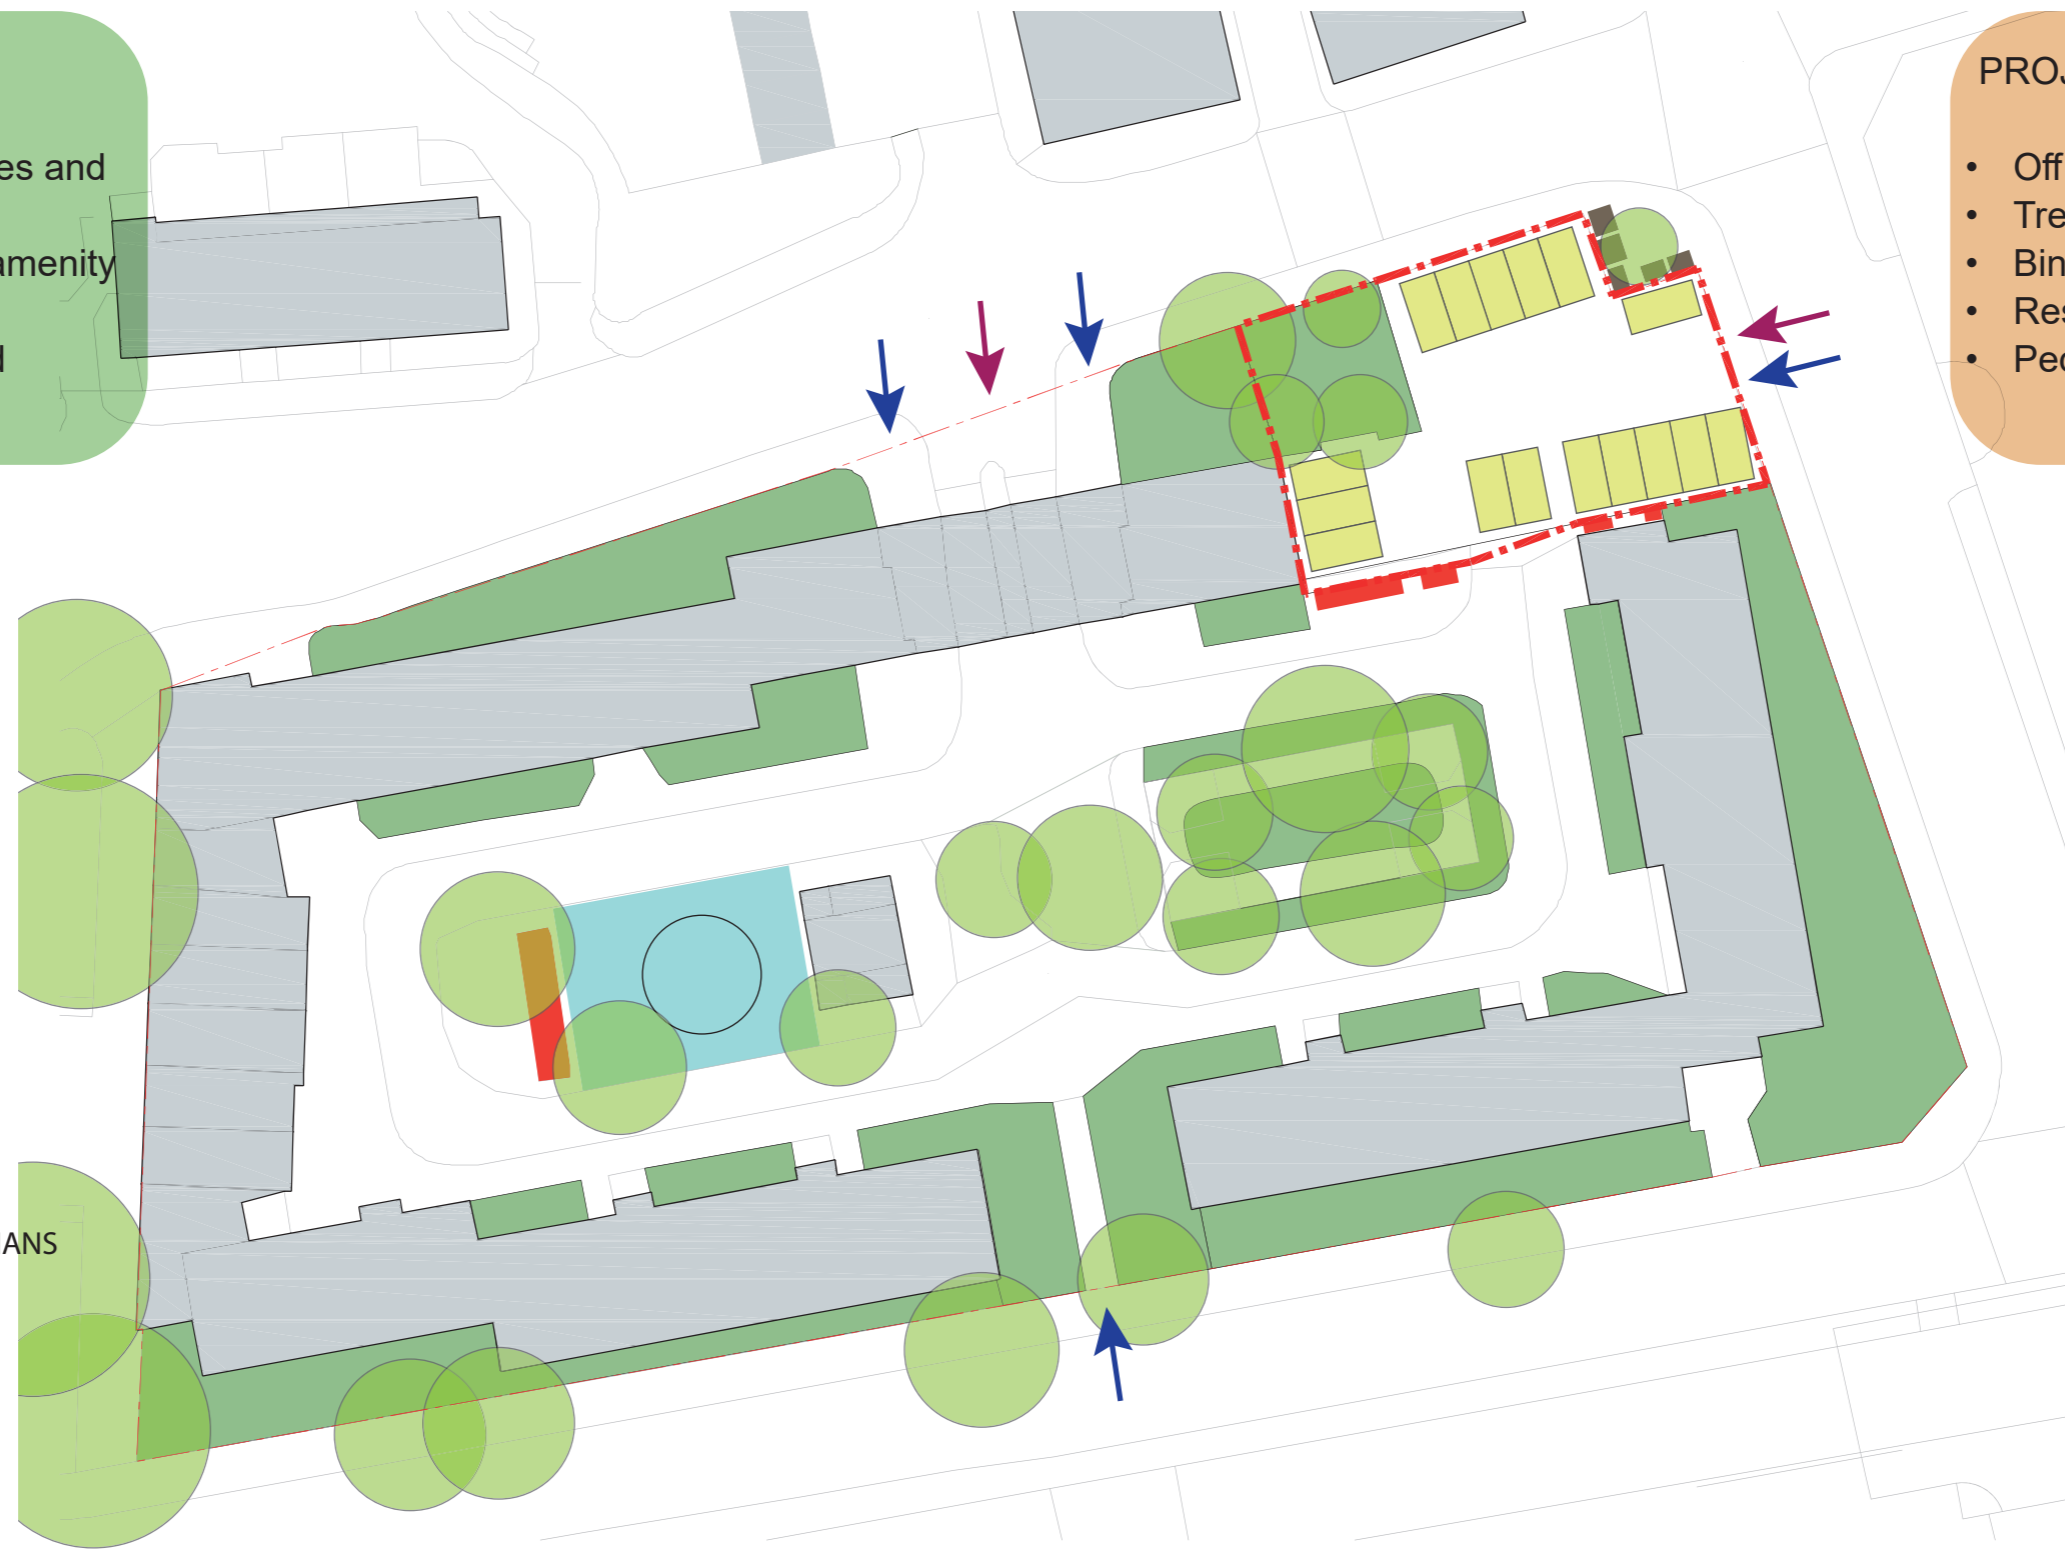 es and
amenity
d
ANS
PROJ
• Off
• Tre
• Bin
• Res
• Ped